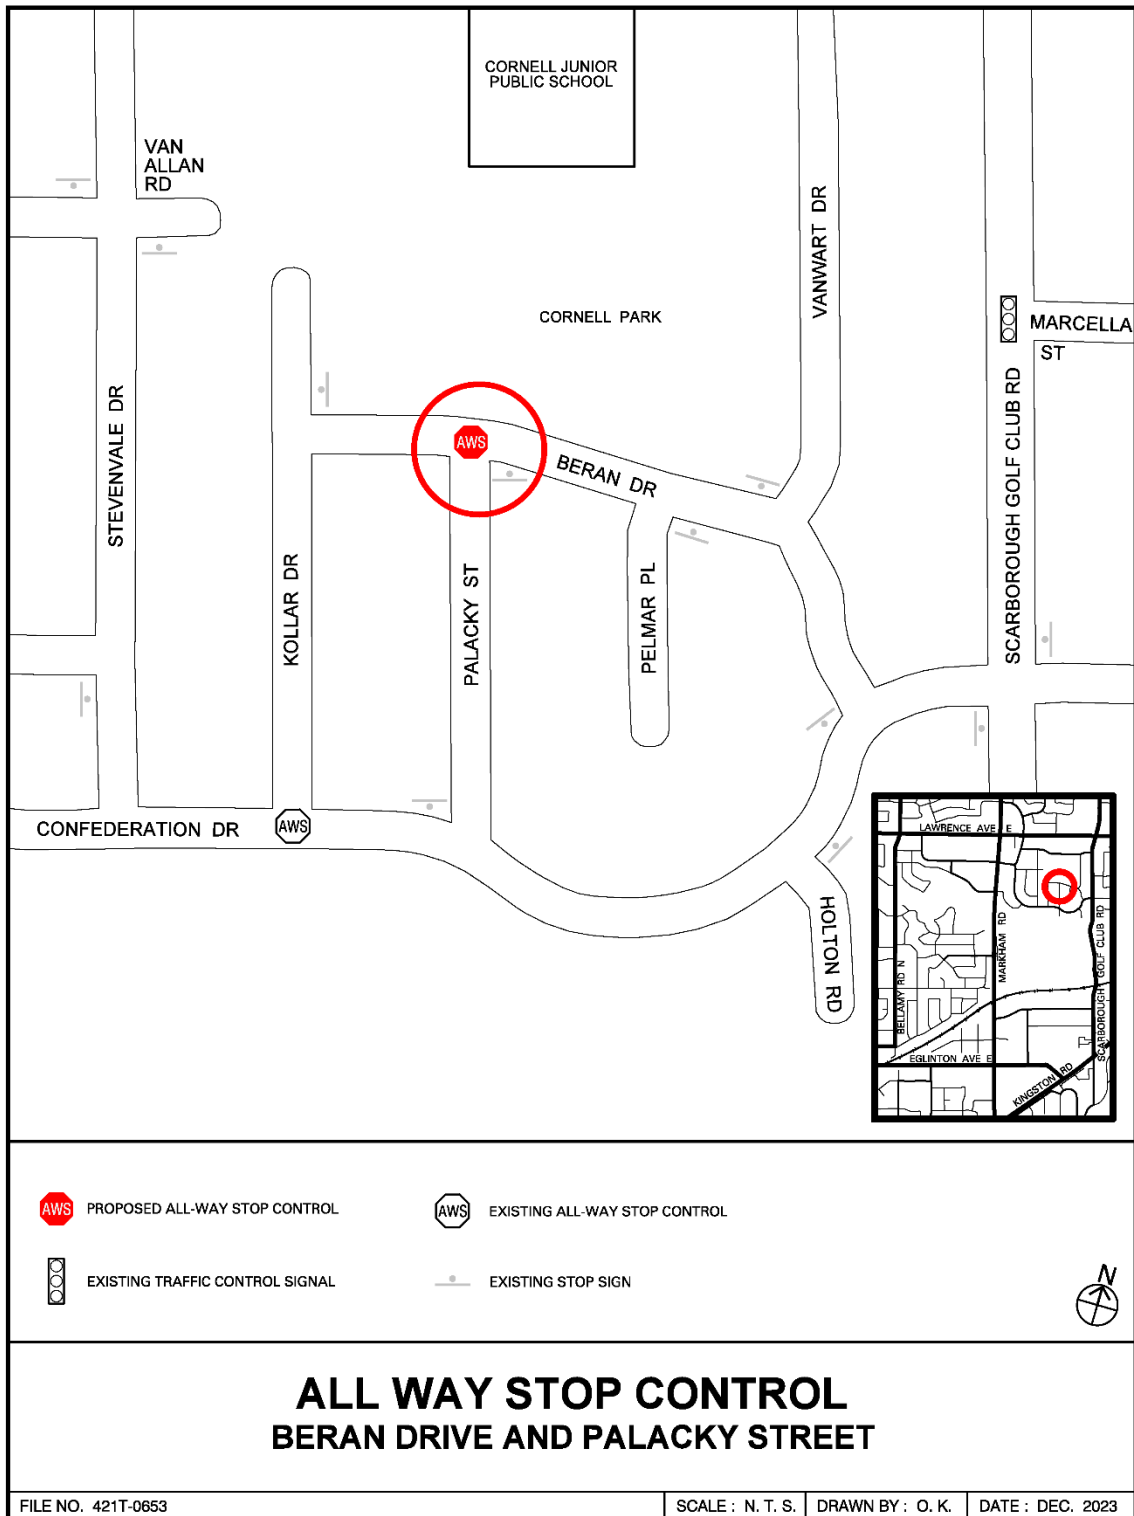 CORNELL JUNIOR
PUBLIC SCHOOL
VAN
ALLAN
RD
VANWART DR
CORNELL PARK
MARCELLA
ST
STEVENVALE DR
SCARBOROUGH GOLF CLUB RD
AWS
BERAN DR
KOLLAR DR
PALACKY ST
PELMAR PL
CONFEDERATION DR
AWS
HOLTON RD
LAWRENCE AVE E
MARKHAM RD
BELLAMY RD N
SCARBOROUGH GOLF CLUB RD
EGLINTON AVE E
KINGSTON RD
AWS PROPOSED ALL-WAY STOP CONTROL
AWS EXISTING ALL-WAY STOP CONTROL
EXISTING TRAFFIC CONTROL SIGNAL
EXISTING STOP SIGN
N
ALL WAY STOP CONTROL
BERAN DRIVE AND PALACKY STREET
FILE NO. 421T-0653
SCALE : N. T. S.
DRAWN BY : O. K.
DATE : DEC. 2023